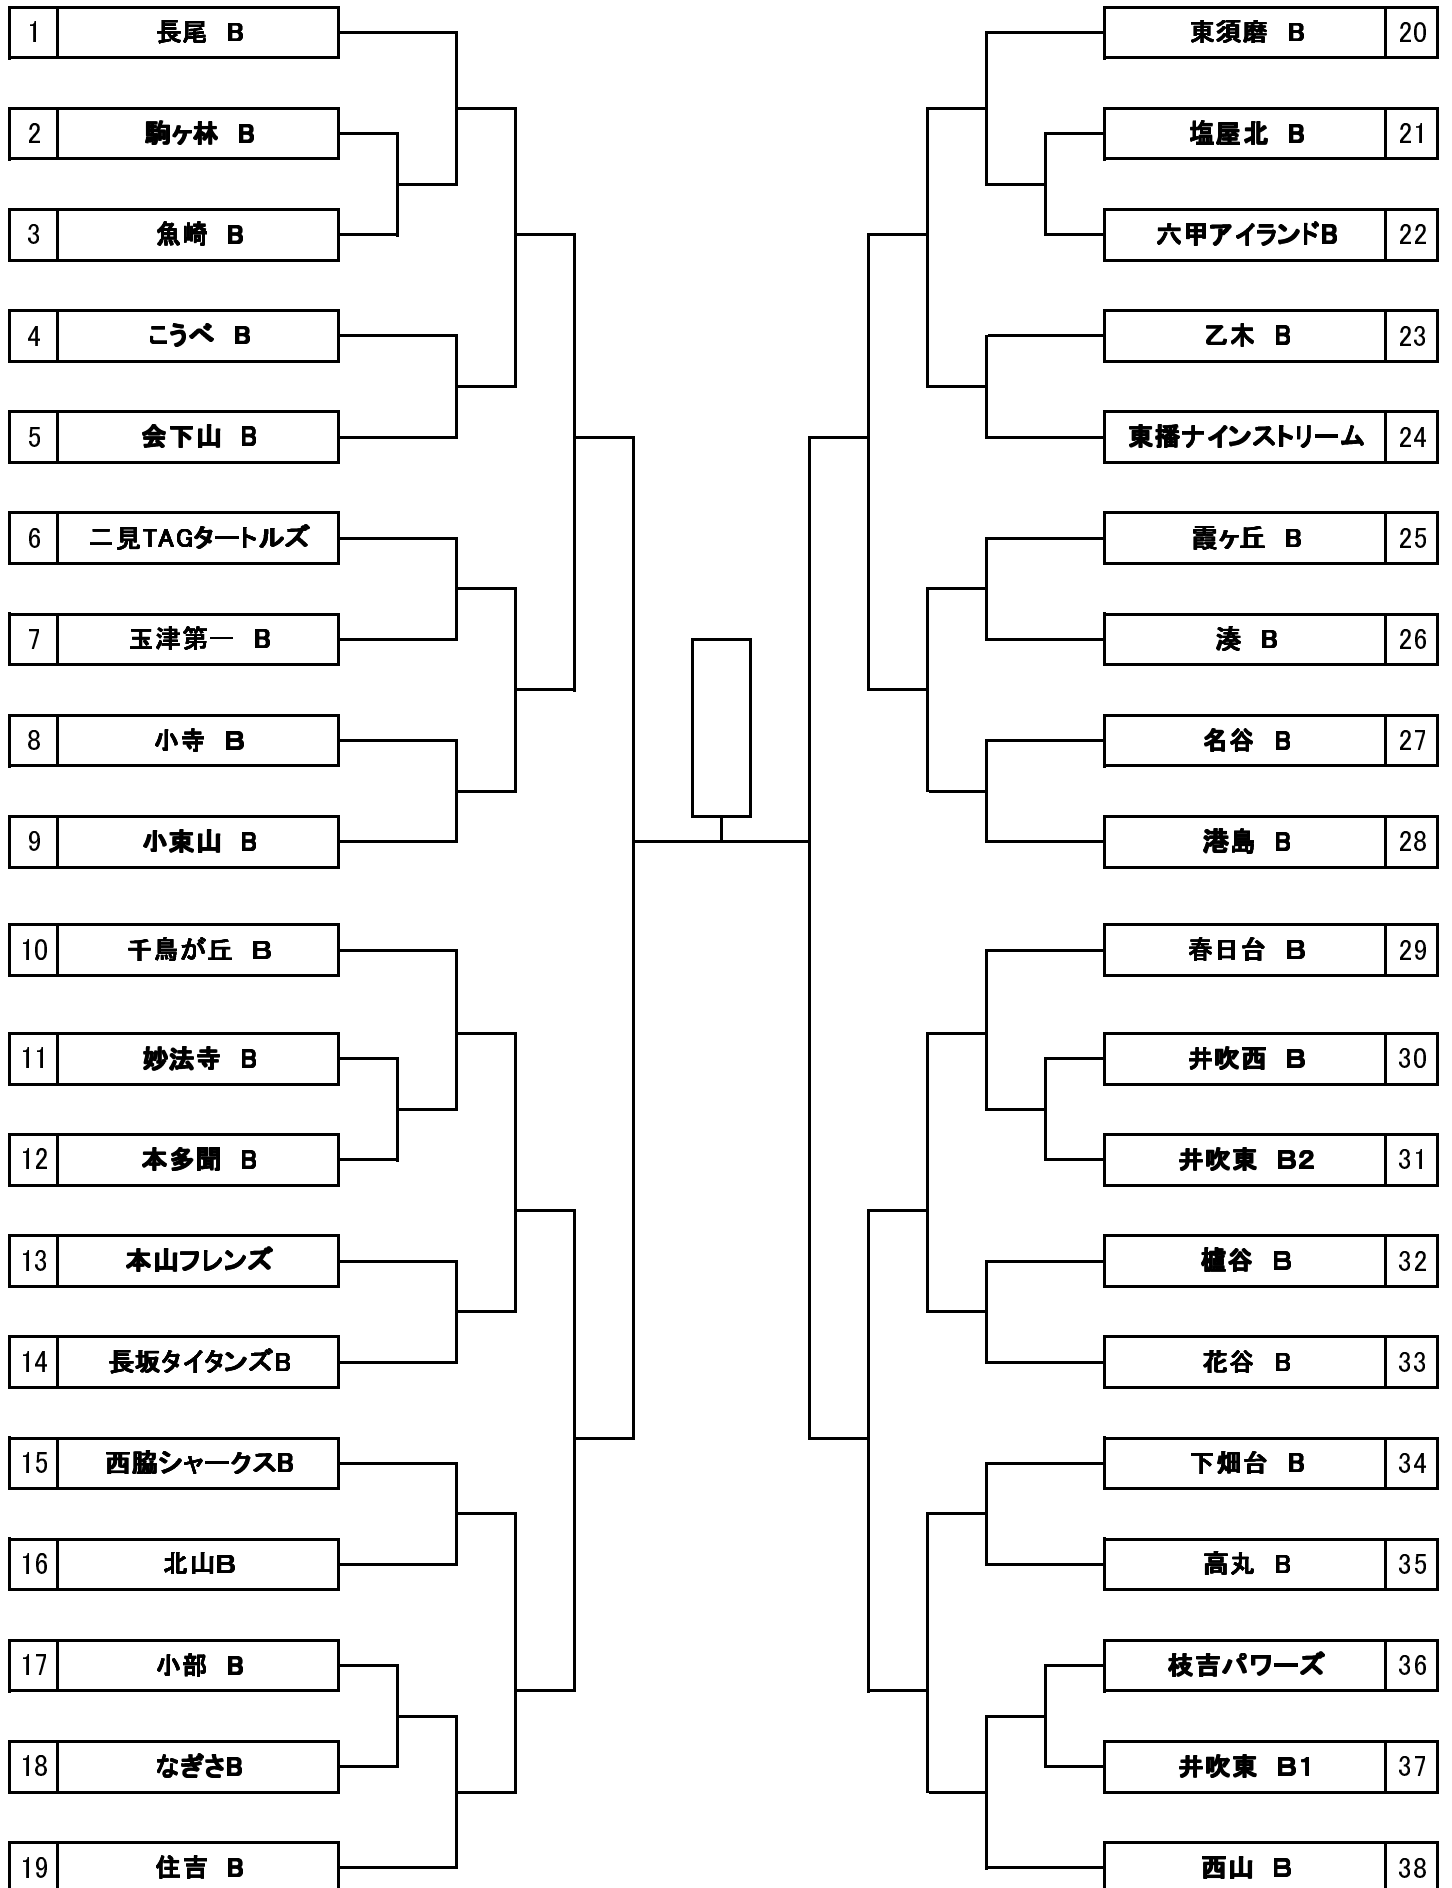 1 長尾　B
2 駒ヶ林　B
3 魚崎　B
4 こうべ　B
5 会下山　B
6 二見TAGタートルズ
7 玉津第一　B
8 小寺　B
9 小東山　B
10 千鳥が丘　B
11 妙法寺　B
12 本多聞　B
13 本山フレンズ
14 長坂タイタンズB
15 西脇シャークスB
16 北山B
17 小部　B
18 なぎさB
19 住吉　B
東須磨　B 20
塩屋北　B 21
六甲アイランドB 22
乙木　B 23
東播ナインストリーム 24
霞ヶ丘　B 25
湊　B 26
名谷　B 27
港島　B 28
春日台　B 29
井吹西　B 30
井吹東　B2 31
櫨谷　B 32
花谷　B 33
下畑台　B 34
高丸　B 35
枝吉パワーズ 36
井吹東　B1 37
西山　B 38